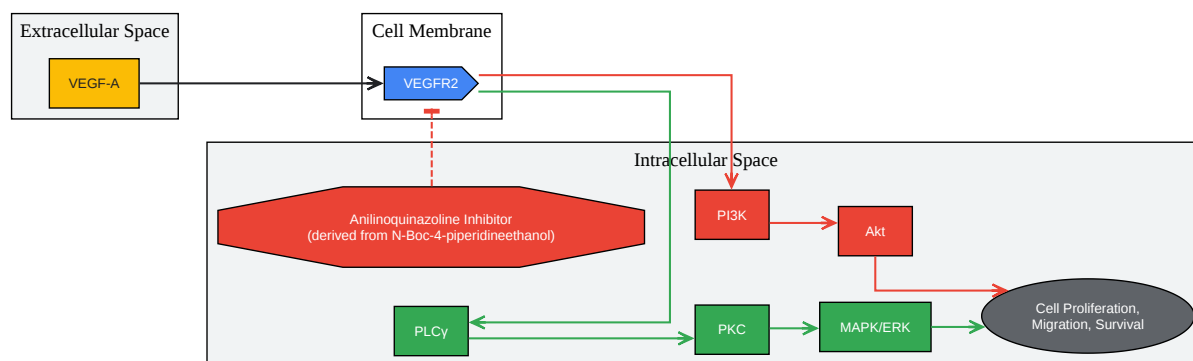 Extracellular Space
Cell Membrane
VEGF-A
VEGFR2
Intracellular Space
Anilinoquinazoline Inhibitor
(derived from N-Boc-4-piperidineethanol)
PI3K
Akt
PLCγ
PKC
MAPK/ERK
Cell Proliferation,
Migration, Survival